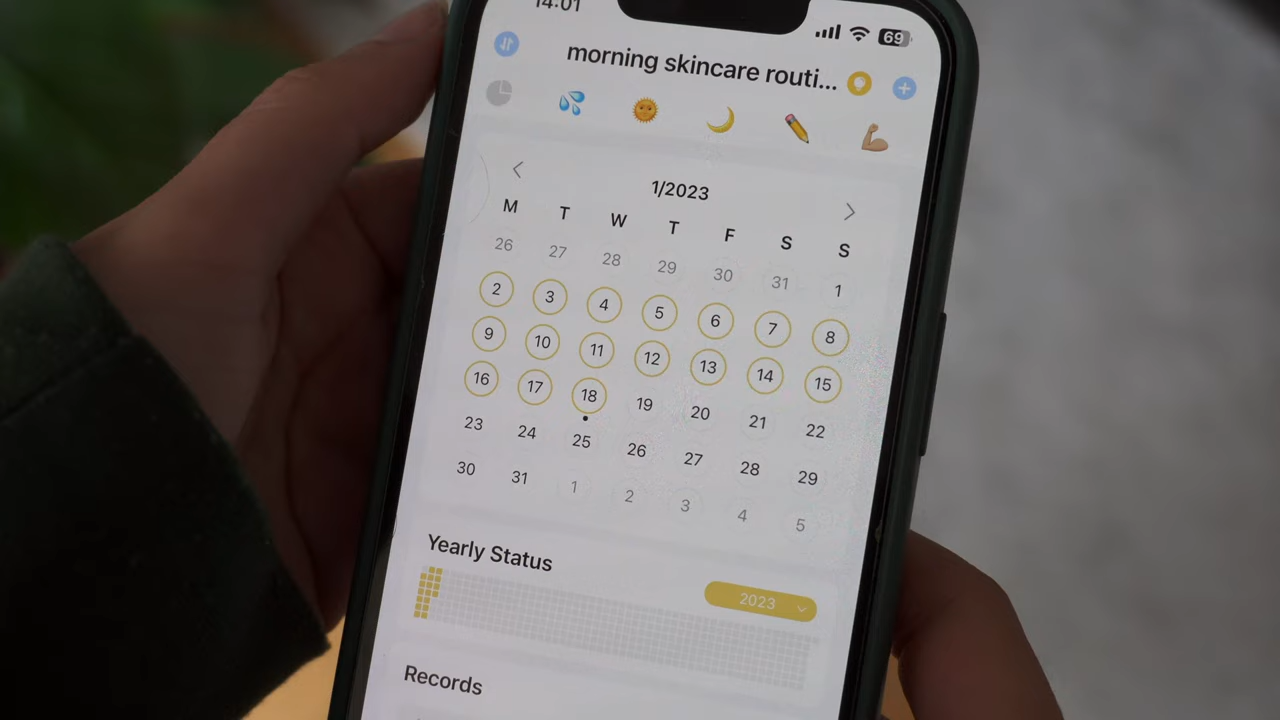 14:01
69
morning skincare routi...
1/2023
M T W T F S S
26 27 28 29 30 31 1
2 3 4 5 6 7 8
9 10 11 12 13 14 15
16 17 18 19 20 21 22
23 24 25 26 27 28 29
30 31 1 2 3 4 5
Yearly Status
2023
Records